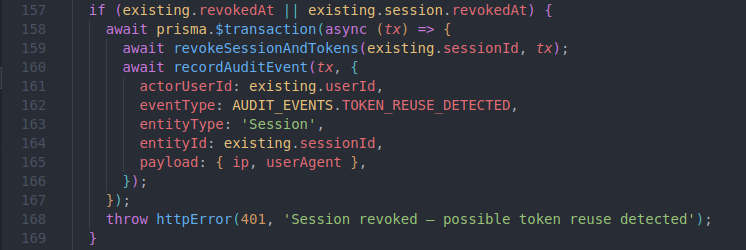 157 if (existing.revokedAt || existing.session.revokedAt) {
158 await prisma.$transaction(async (tx) => {
159 await revokeSessionAndTokens(existing.sessionId, tx);
160 await recordAuditEvent(tx, {
161 actorUserId: existing.userId,
162 eventType: AUDIT_EVENTS.TOKEN_REUSE_DETECTED,
163 entityType: 'Session',
164 entityId: existing.sessionId,
165 payload: { ip, userAgent },
166 });
167 });
168 throw httpError(401, 'Session revoked — possible token reuse detected');
169 }